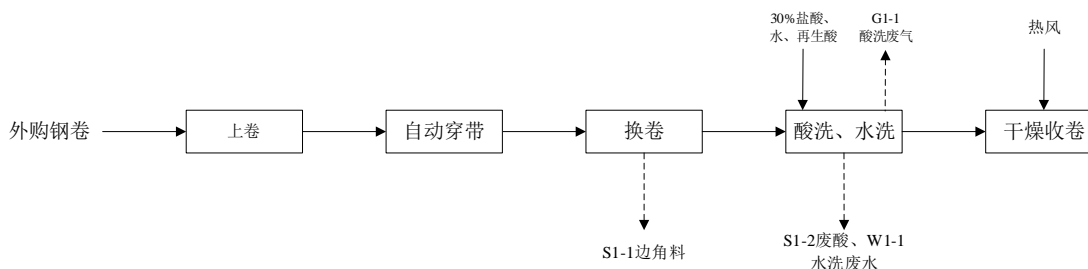 30%盐酸、
水、再生酸
G1-1
酸洗废气
热风
外购钢卷
上卷
自动穿带
换卷
酸洗、水洗
干燥收卷
S1-1边角料
S1-2废酸、W1-1
水洗废水